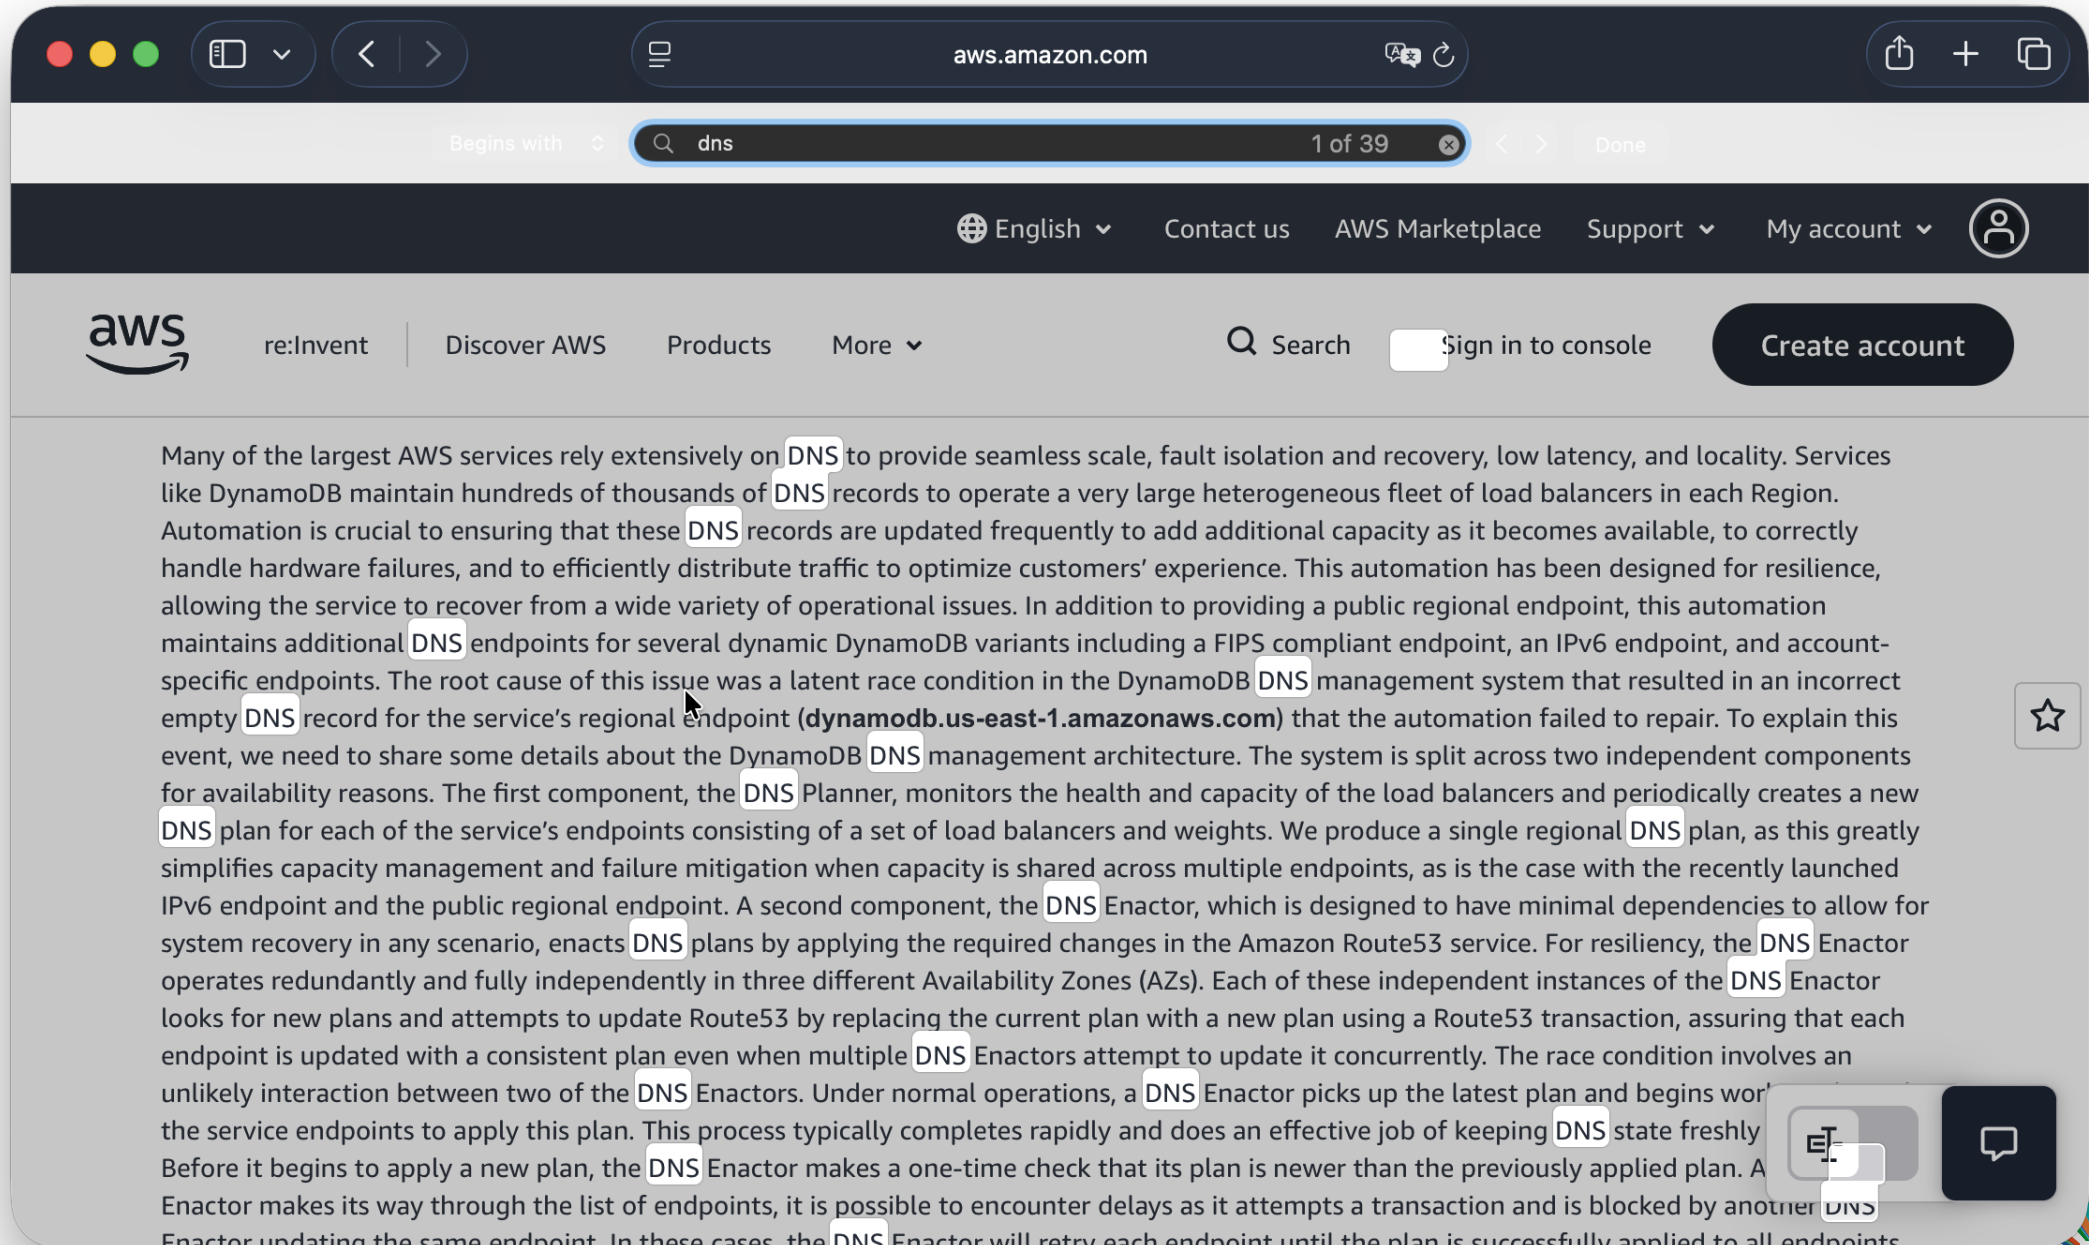 aws.amazon.com
Begins with
dns
1 of 39
Done
English
Contact us
AWS Marketplace
Support
My account
aws
re:Invent
Discover AWS
Products
More
Search
Sign in to console
Create account
Many of the largest AWS services rely extensively on DNS to provide seamless scale, fault isolation and recovery, low latency, and locality. Services
like DynamoDB maintain hundreds of thousands of DNS records to operate a very large heterogeneous fleet of load balancers in each Region.
Automation is crucial to ensuring that these DNS records are updated frequently to add additional capacity as it becomes available, to correctly
handle hardware failures, and to efficiently distribute traffic to optimize customers’ experience. This automation has been designed for resilience,
allowing the service to recover from a wide variety of operational issues. In addition to providing a public regional endpoint, this automation
maintains additional DNS endpoints for several dynamic DynamoDB variants including a FIPS compliant endpoint, an IPv6 endpoint, and account-
specific endpoints. The root cause of this issue was a latent race condition in the DynamoDB DNS management system that resulted in an incorrect
empty DNS record for the service’s regional endpoint (dynamodb.us-east-1.amazonaws.com) that the automation failed to repair. To explain this
event, we need to share some details about the DynamoDB DNS management architecture. The system is split across two independent components
for availability reasons. The first component, the DNS Planner, monitors the health and capacity of the load balancers and periodically creates a new
DNS plan for each of the service’s endpoints consisting of a set of load balancers and weights. We produce a single regional DNS plan, as this greatly
simplifies capacity management and failure mitigation when capacity is shared across multiple endpoints, as is the case with the recently launched
IPv6 endpoint and the public regional endpoint. A second component, the DNS Enactor, which is designed to have minimal dependencies to allow for
system recovery in any scenario, enacts DNS plans by applying the required changes in the Amazon Route53 service. For resiliency, the DNS Enactor
operates redundantly and fully independently in three different Availability Zones (AZs). Each of these independent instances of the DNS Enactor
looks for new plans and attempts to update Route53 by replacing the current plan with a new plan using a Route53 transaction, assuring that each
endpoint is updated with a consistent plan even when multiple DNS Enactors attempt to update it concurrently. The race condition involves an
unlikely interaction between two of the DNS Enactors. Under normal operations, a DNS Enactor picks up the latest plan and begins
the service endpoints to apply this plan. This process typically completes rapidly and does an effective job of keeping DNS state freshly
Before it begins to apply a new plan, the DNS Enactor makes a one-time check that its plan is newer than the previously applied plan.
Enactor makes its way through the list of endpoints, it is possible to encounter delays as it attempts a transaction and is blocked by another DNS
Enactor updating the same endpoint. In these cases, the DNS Enactor will retry each endpoint until the plan is successfully applied to all endpoints.